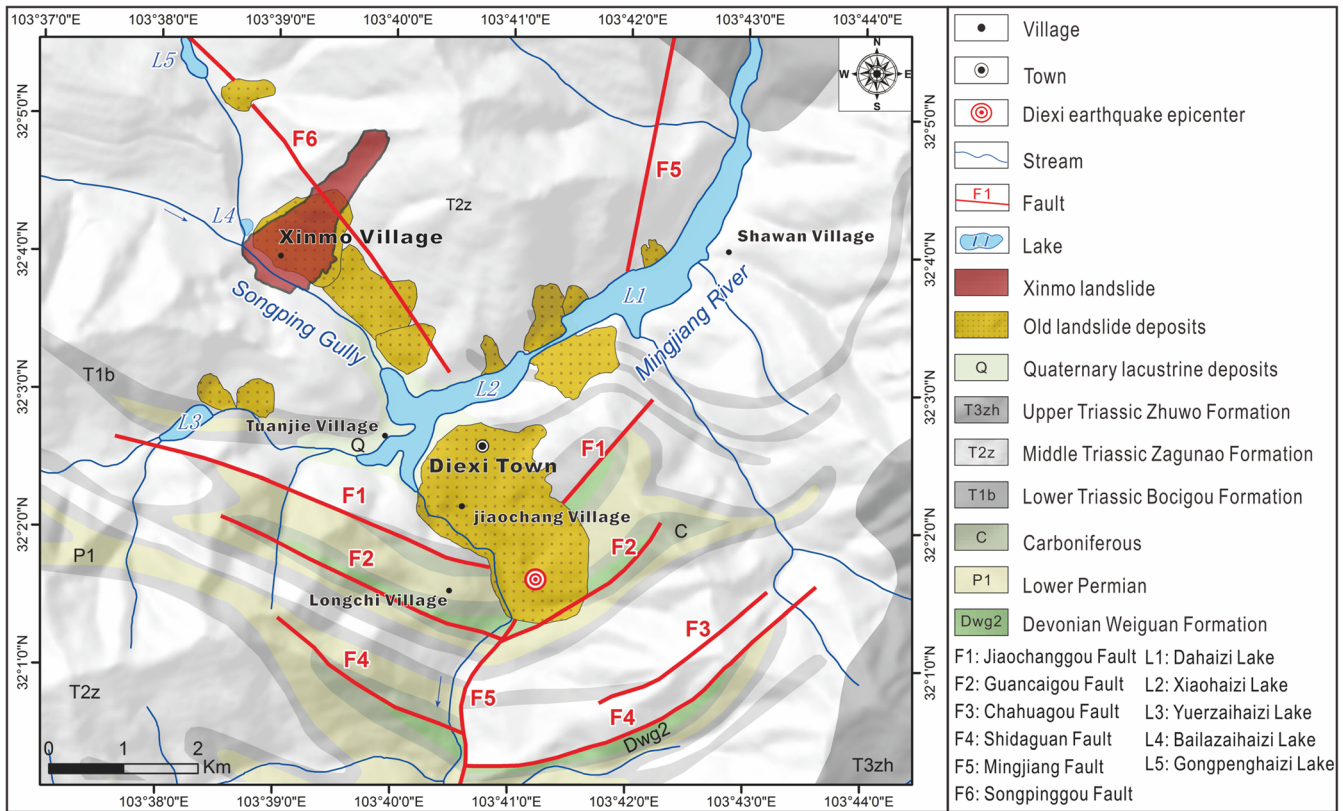 103°37'0"E 103°38'0"E 103°39'0"E 103°40'0"E 103°41'0"E 103°42'0"E 103°43'0"E 103°44'0"E
32°5'0"N
32°4'0"N
32°3'0"N
32°2'0"N
32°1'0"N
32°5'0"N
32°4'0"N
32°3'0"N
32°2'0"N
32°1'0"N
N
W E
S
L5
F6
F5
T2z
L4
Xinmo Village
Shawan Village
L1
Songping Gully
Mingjiang River
T1b
L2
L3
Tuanjie Village
Q
Diexi Town
F1
F1
jiaochang Village
F2
F2
C
P1
Longchi Village
F3
F4
F5
F4
T2z
Dwg2
T3zh
0 1 2
Km
103°38'0"E 103°39'0"E 103°40'0"E 103°41'0"E 103°42'0"E 103°43'0"E 103°44'0"E
Village
Town
Diexi earthquake epicenter
Stream
F1 Fault
Lake
Xinmo landslide
Old landslide deposits
Q Quaternary lacustrine deposits
T3zh Upper Triassic Zhuwo Formation
T2z Middle Triassic Zagunao Formation
T1b Lower Triassic Bocigou Formation
C Carboniferous
P1 Lower Permian
Dwg2 Devonian Weiguan Formation
F1: Jiaochanggou Fault L1: Dahaizi Lake
F2: Guancaigou Fault L2: Xiaohaizi Lake
F3: Chahuagou Fault L3: Yuerzaihaizi Lake
F4: Shidaguan Fault L4: Bailazaihaizi Lake
F5: Mingjiang Fault L5: Gongpenghaizi Lake
F6: Songpinggou Fault